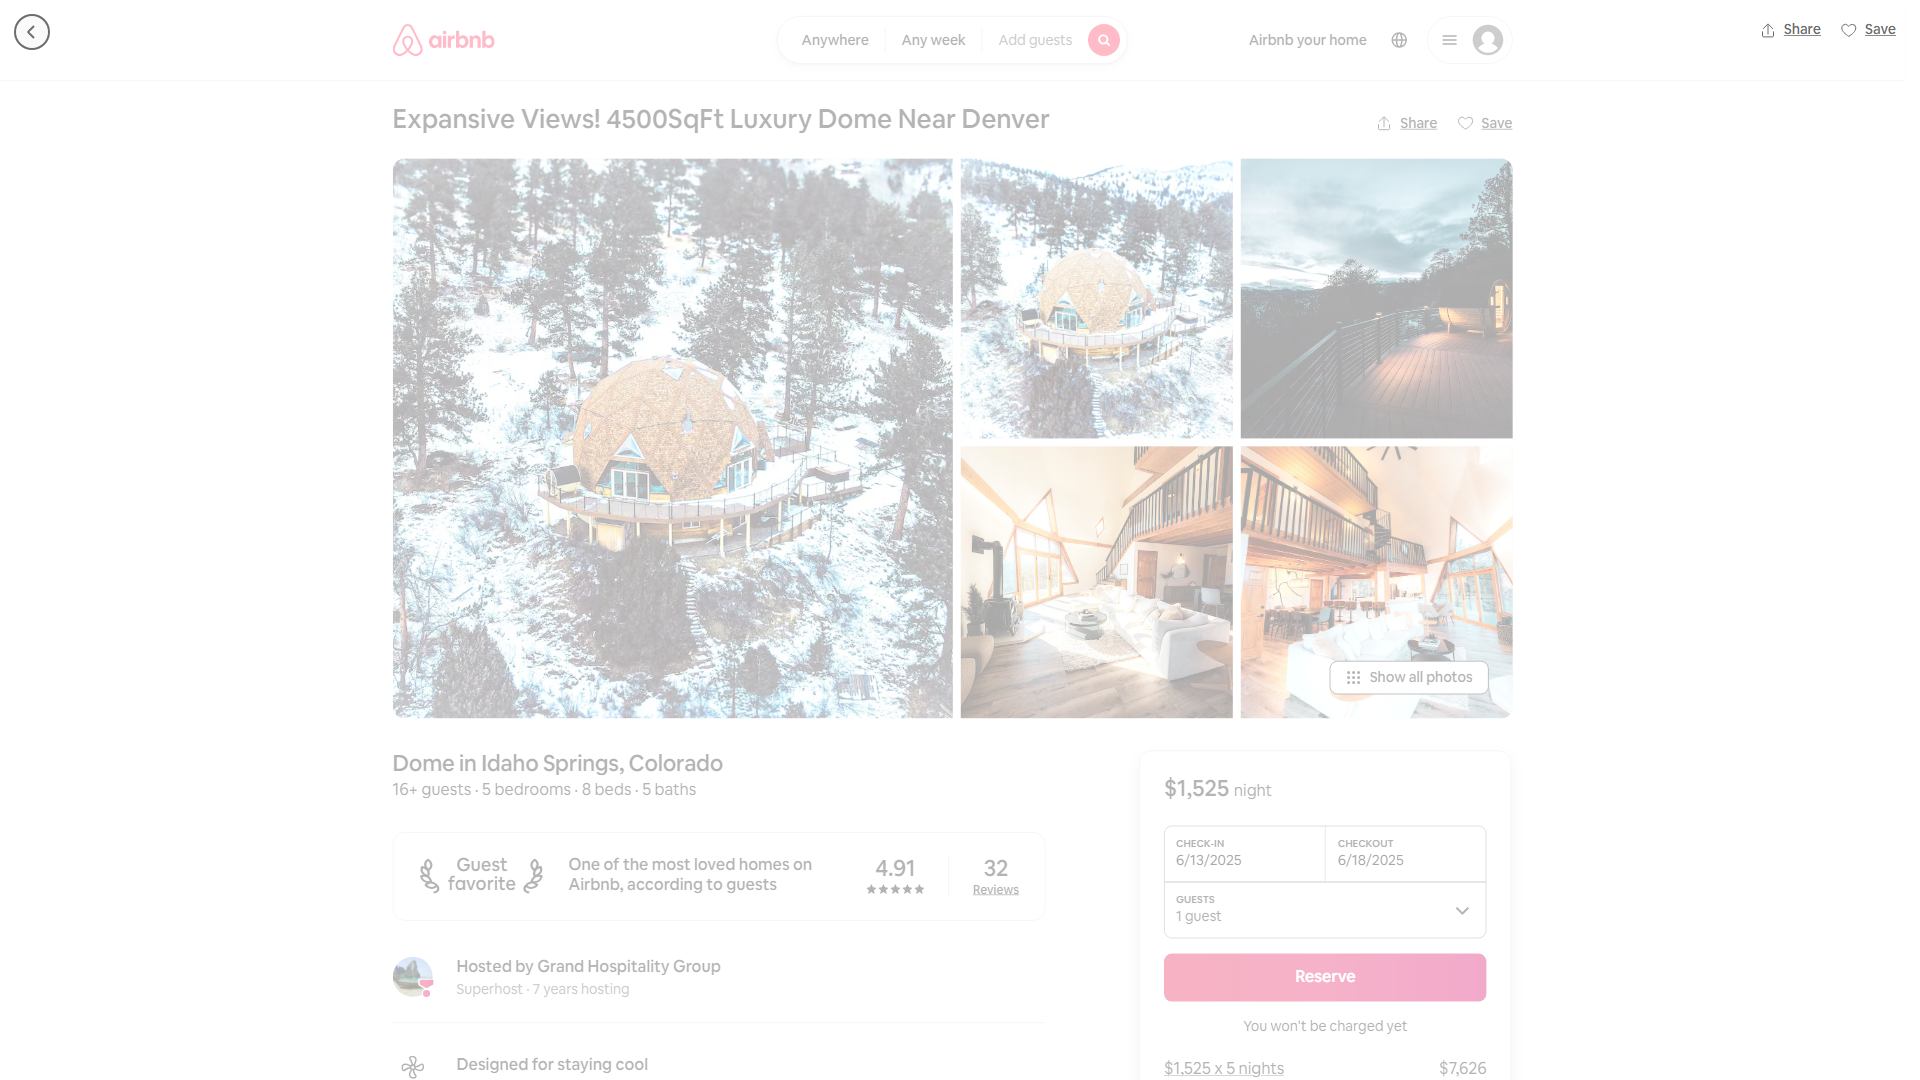 airbnb
Anywhere
Any week
Add guests
Airbnb your home
Share
Save
Expansive Views! 4500SqFt Luxury Dome Near Denver
Share
Save
Show all photos
Dome in Idaho Springs, Colorado
16+ guests · 5 bedrooms · 8 beds · 5 baths
Guest
favorite
One of the most loved homes on
Airbnb, according to guests
4.91
32
Reviews
Hosted by Grand Hospitality Group
Superhost · 7 years hosting
Designed for staying cool
$1,525 night
CHECK-IN
6/13/2025
CHECKOUT
6/18/2025
GUESTS
1 guest
Reserve
You won't be charged yet
$1,525 x 5 nights
$7,626